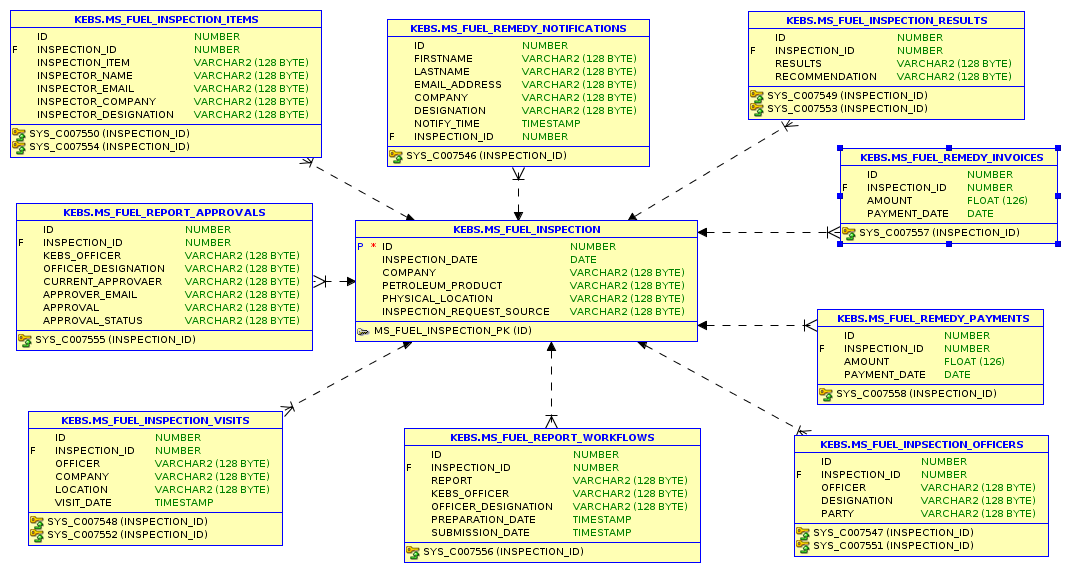 KEBS.MS_FUEL_INSPECTION_ITEMS
ID NUMBER
F INSPECTION_ID NUMBER
INSPECTION_ITEM VARCHAR2 (128 BYTE)
INSPECTOR_NAME VARCHAR2 (128 BYTE)
INSPECTOR_EMAIL VARCHAR2 (128 BYTE)
INSPECTOR_COMPANY VARCHAR2 (128 BYTE)
INSPECTOR_DESIGNATION VARCHAR2 (128 BYTE)
SYS_C007550 (INSPECTION_ID)
SYS_C007554 (INSPECTION_ID)
KEBS.MS_FUEL_REMEDY_NOTIFICATIONS
ID NUMBER
FIRSTNAME VARCHAR2 (128 BYTE)
LASTNAME VARCHAR2 (128 BYTE)
EMAIL_ADDRESS VARCHAR2 (128 BYTE)
COMPANY VARCHAR2 (128 BYTE)
DESIGNATION VARCHAR2 (128 BYTE)
NOTIFY_TIME TIMESTAMP
F INSPECTION_ID NUMBER
SYS_C007546 (INSPECTION_ID)
KEBS.MS_FUEL_INSPECTION_RESULTS
ID NUMBER
F INSPECTION_ID NUMBER
RESULTS VARCHAR2 (128 BYTE)
RECOMMENDATION VARCHAR2 (128 BYTE)
SYS_C007549 (INSPECTION_ID)
SYS_C007553 (INSPECTION_ID)
KEBS.MS_FUEL_REMEDY_INVOICES
ID NUMBER
F INSPECTION_ID NUMBER
AMOUNT FLOAT (126)
PAYMENT_DATE DATE
SYS_C007557 (INSPECTION_ID)
KEBS.MS_FUEL_REPORT_APPROVALS
ID NUMBER
F INSPECTION_ID NUMBER
KEBS_OFFICER VARCHAR2 (128 BYTE)
OFFICER_DESIGNATION VARCHAR2 (128 BYTE)
CURRENT_APPROVAER VARCHAR2 (128 BYTE)
APPROVER_EMAIL VARCHAR2 (128 BYTE)
APPROVAL VARCHAR2 (128 BYTE)
APPROVAL_STATUS VARCHAR2 (128 BYTE)
SYS_C007555 (INSPECTION_ID)
KEBS.MS_FUEL_INSPECTION
P * ID NUMBER
INSPECTION_DATE DATE
COMPANY VARCHAR2 (128 BYTE)
PETROLEUM_PRODUCT VARCHAR2 (128 BYTE)
PHYSICAL_LOCATION VARCHAR2 (128 BYTE)
INSPECTION_REQUEST_SOURCE VARCHAR2 (128 BYTE)
MS_FUEL_INSPECTION_PK (ID)
KEBS.MS_FUEL_REMEDY_PAYMENTS
ID NUMBER
F INSPECTION_ID NUMBER
AMOUNT FLOAT (126)
PAYMENT_DATE DATE
SYS_C007558 (INSPECTION_ID)
KEBS.MS_FUEL_INSPECTION_VISITS
ID NUMBER
F INSPECTION_ID NUMBER
OFFICER VARCHAR2 (128 BYTE)
COMPANY VARCHAR2 (128 BYTE)
LOCATION VARCHAR2 (128 BYTE)
VISIT_DATE TIMESTAMP
SYS_C007548 (INSPECTION_ID)
SYS_C007552 (INSPECTION_ID)
KEBS.MS_FUEL_REPORT_WORKFLOWS
ID NUMBER
F INSPECTION_ID NUMBER
REPORT VARCHAR2 (128 BYTE)
KEBS_OFFICER VARCHAR2 (128 BYTE)
OFFICER_DESIGNATION VARCHAR2 (128 BYTE)
PREPARATION_DATE TIMESTAMP
SUBMISSION_DATE TIMESTAMP
SYS_C007556 (INSPECTION_ID)
KEBS.MS_FUEL_INPSECTION_OFFICERS
ID NUMBER
F INSPECTION_ID NUMBER
OFFICER VARCHAR2 (128 BYTE)
DESIGNATION VARCHAR2 (128 BYTE)
PARTY VARCHAR2 (128 BYTE)
SYS_C007547 (INSPECTION_ID)
SYS_C007551 (INSPECTION_ID)